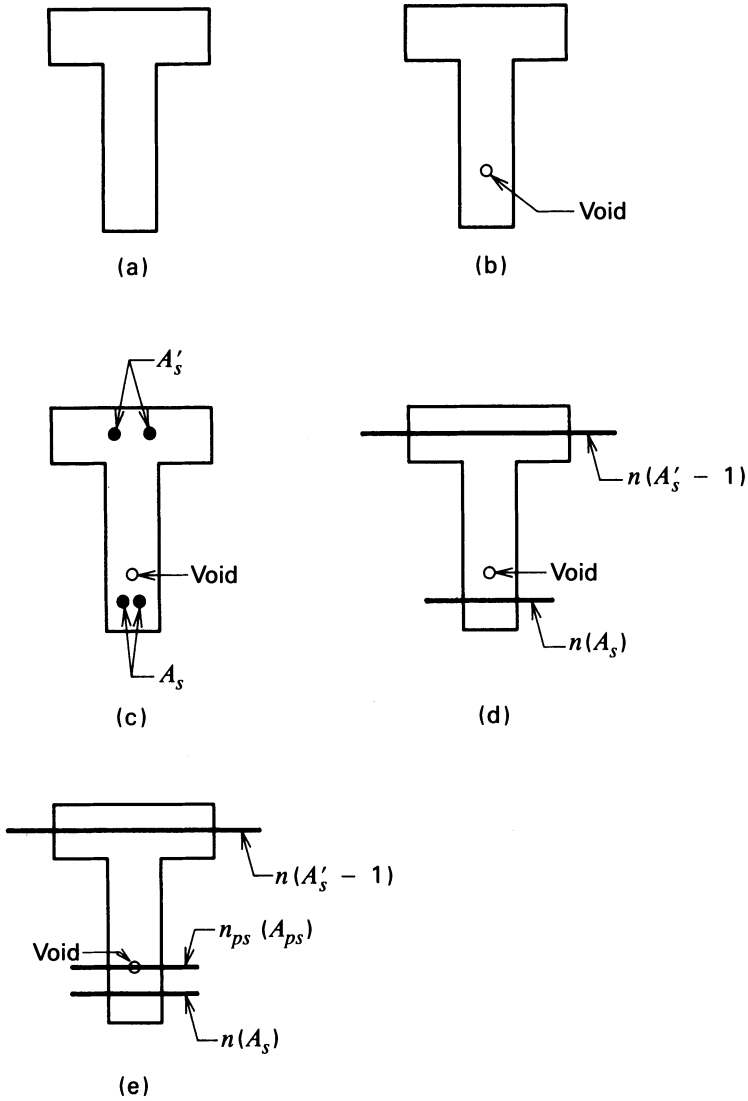 Void
(a)
(b)
A′ₛ
Void
Aₛ
(c)
n(A′ₛ − 1)
Void
n(Aₛ)
(d)
n(A′ₛ − 1)
nₚₛ (Aₚₛ)
Void
n(Aₛ)
(e)